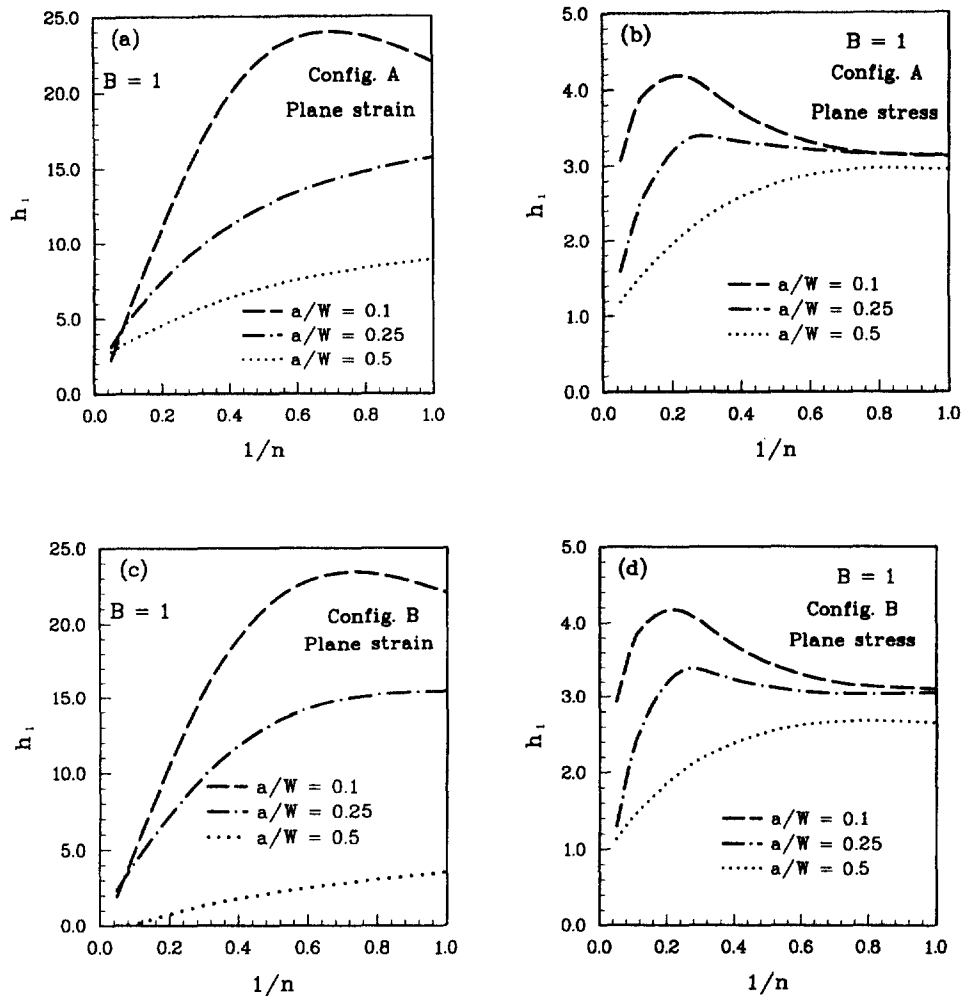 (a)
B = 1
Config. A
Plane strain
25.0
20.0
15.0
10.0
5.0
0.0
h₁
a/W = 0.1
a/W = 0.25
a/W = 0.5
0.0 0.2 0.4 0.6 0.8 1.0
1/n
(b)
B = 1
Config. A
Plane stress
5.0
4.0
3.0
2.0
1.0
0.0
h₁
a/W = 0.1
a/W = 0.25
a/W = 0.5
0.0 0.2 0.4 0.6 0.8 1.0
1/n
(c)
B = 1
Config. B
Plane strain
25.0
20.0
15.0
10.0
5.0
0.0
h₁
a/W = 0.1
a/W = 0.25
a/W = 0.5
0.0 0.2 0.4 0.6 0.8 1.0
1/n
(d)
B = 1
Config. B
Plane stress
5.0
4.0
3.0
2.0
1.0
0.0
h₁
a/W = 0.1
a/W = 0.25
a/W = 0.5
0.0 0.2 0.4 0.6 0.8 1.0
1/n